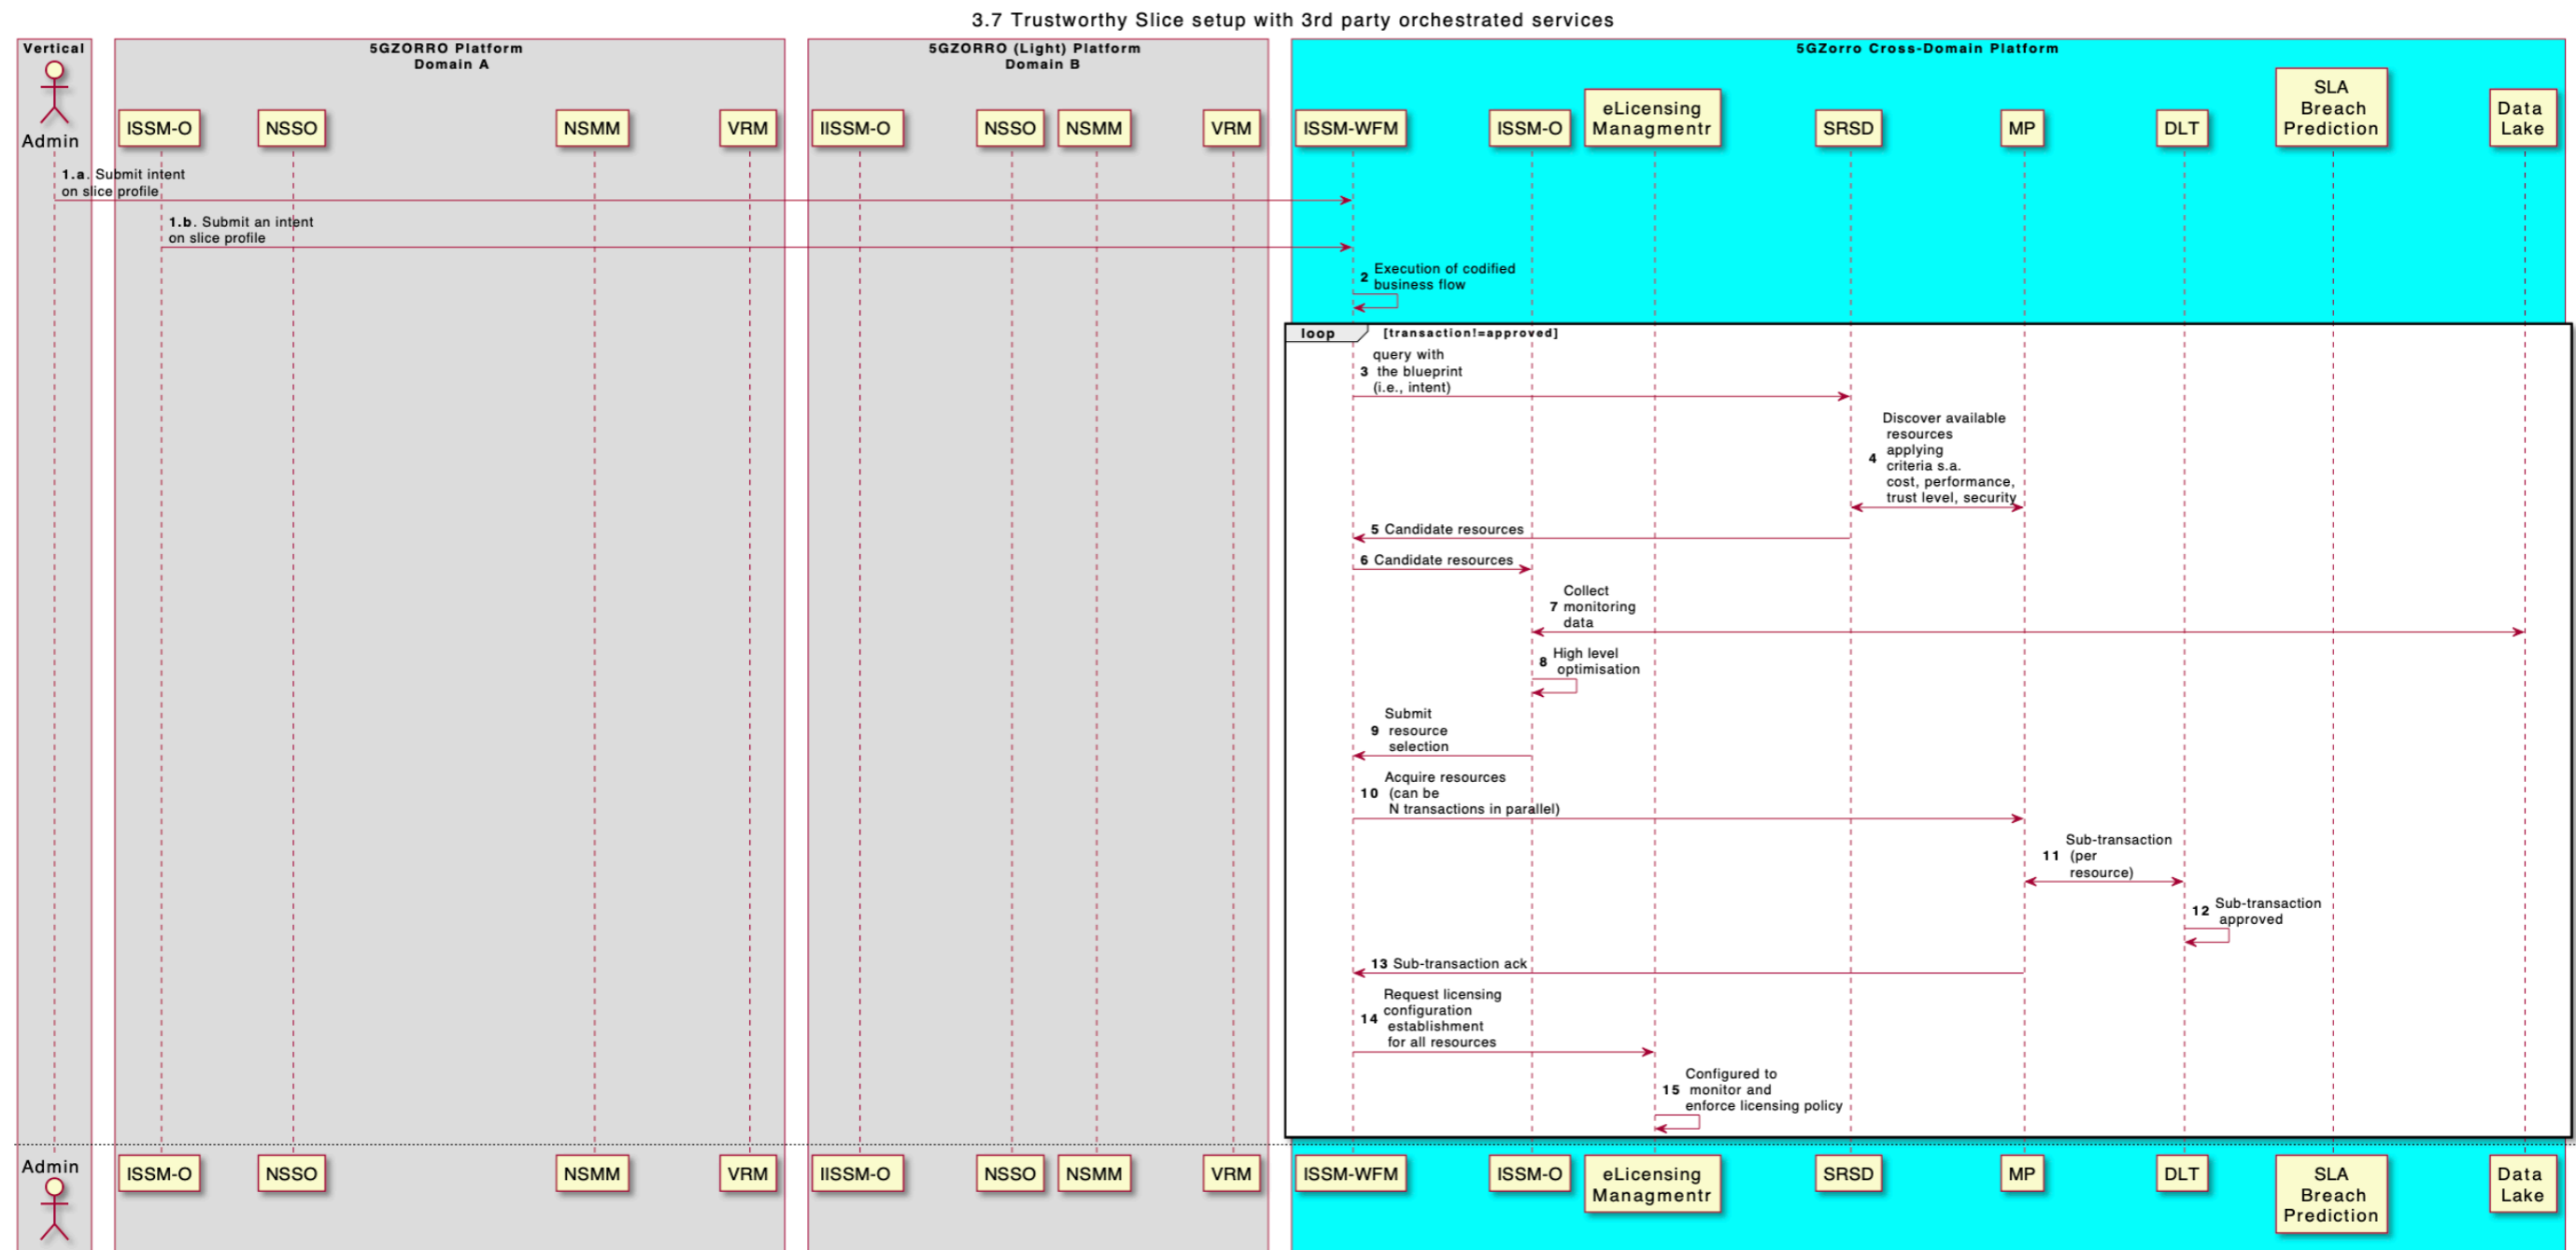 3.7 Trustworthy Slice setup with 3rd party orchestrated services
Vertical
5GZORRO Platform
Domain A
5GZORRO (Light) Platform
Domain B
5GZorro Cross-Domain Platform
Admin
ISSM-O
NSSO
NSMM
VRM
IISSM-O
NSSO
NSMM
VRM
ISSM-WFM
ISSM-O
eLicensing
Managmentr
SRSD
MP
DLT
SLA
Breach
Prediction
Data
Lake
1.a. Submit intent
on slice profile
1.b. Submit an intent
on slice profile
2 Execution of codified
business flow
loop [transaction!=approved]
query with
3 the blueprint
(i.e., intent)
Discover available
resources
applying
4 criteria s.a.
cost, performance,
trust level, security
5 Candidate resources
6 Candidate resources
Collect
7 monitoring
data
8 High level
optimisation
Submit
9 resource
selection
Acquire resources
10 (can be
N transactions in parallel)
Sub-transaction
11 (per
resource)
12 Sub-transaction
approved
13 Sub-transaction ack
Request licensing
14 configuration
establishment
for all resources
Configured to
15 monitor and
enforce licensing policy
Admin
ISSM-O
NSSO
NSMM
VRM
IISSM-O
NSSO
NSMM
VRM
ISSM-WFM
ISSM-O
eLicensing
Managmentr
SRSD
MP
DLT
SLA
Breach
Prediction
Data
Lake